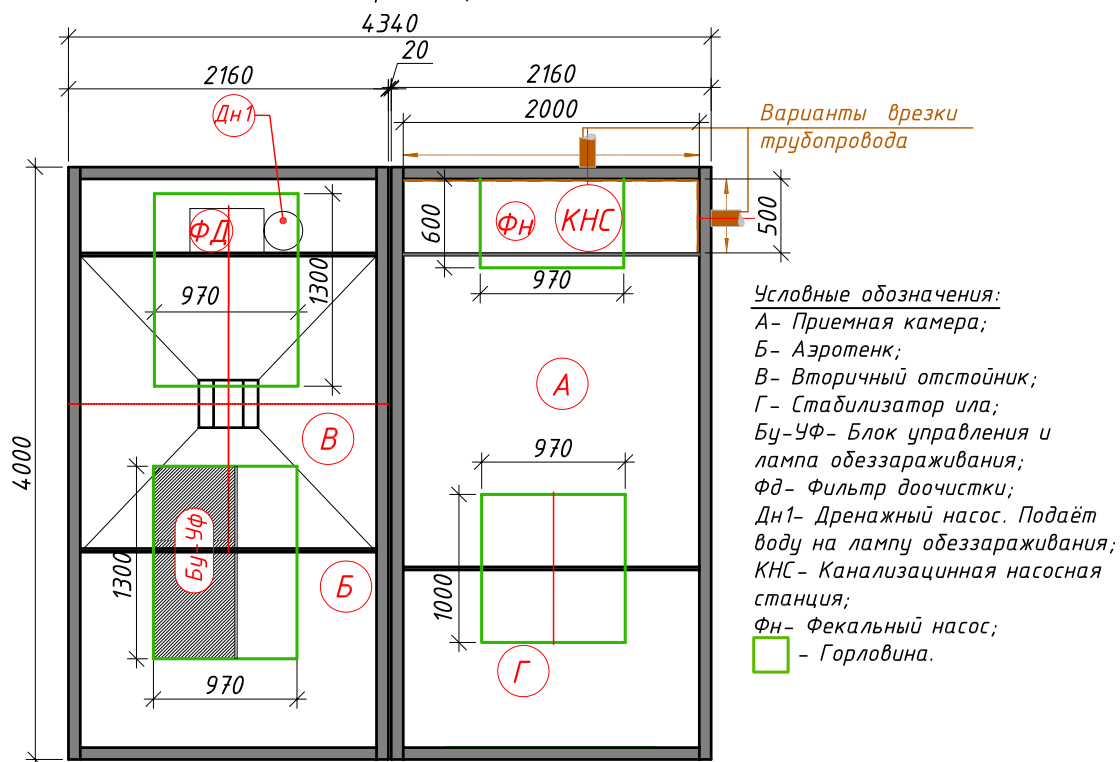 4340
20
2160
2160
Дн1
2000
Варианты врезки
трубопровода
ФД
Фн
КНС
600
500
970
1300
970
Условные обозначения:
А- Приемная камера;
Б- Аэротенк;
В- Вторичный отстойник;
Г- Стабилизатор ила;
Бу-УФ- Блок управления и
лампа обеззараживания;
Фд- Фильтр доочистки;
Дн1- Дренажный насос. Подаёт
воду на лампу обеззараживания;
КНС- Канализацинная насосная
станция;
Фн- Фекальный насос;
- Горловина.
А
В
4000
970
Бу-Уф
1300
Б
1000
Г
970